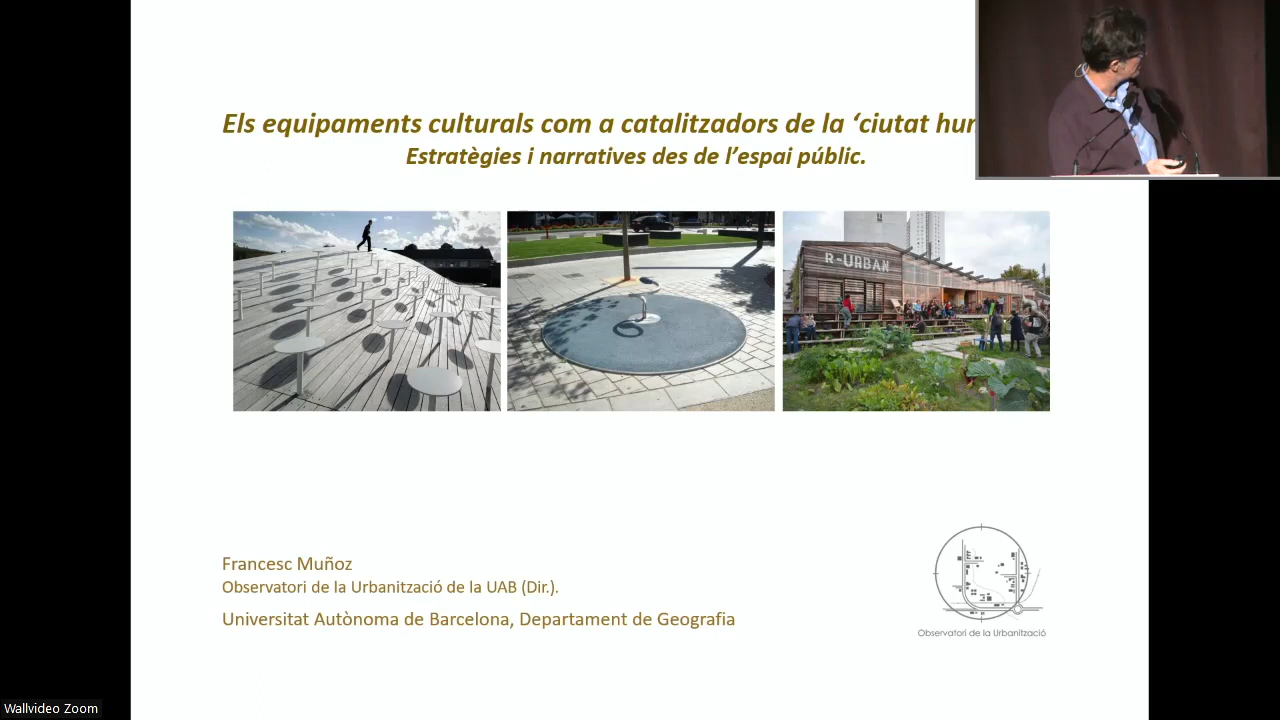 Els equipaments culturals com a catalitzadors de la ‘ciutat
Estratègies i narratives des de l’espai públic.
R-URBAN
Francesc Muñoz
Observatori de la Urbanització de la UAB (Dir.).
Universitat Autònoma de Barcelona, Departament de Geografia
Observatori de la Urbanització
Wallvideo Zoom